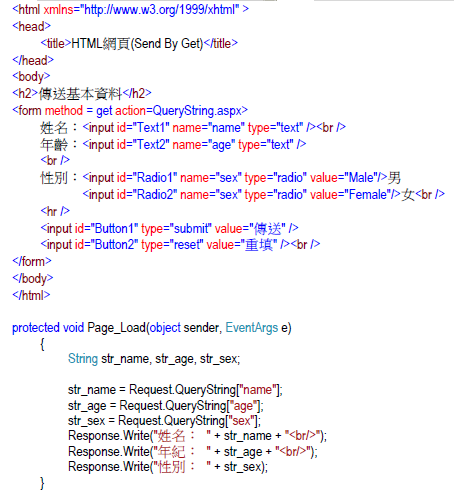 <html xmlns="http://www.w3.org/1999/xhtml" >
<head>
<title>HTML網頁(Send By Get)</title>
</head>
<body>
<h2>傳送基本資料</h2>
<form method = get action=QueryString.aspx>
姓名：<input id="Text1" name="name" type="text" /><br />
年齡：<input id="Text2" name="age" type="text" />
<br />
性別：<input id="Radio1" name="sex" type="radio" value="Male"/>男
<input id="Radio2" name="sex" type="radio" value="Female"/>女<br />
<hr />
<input id="Button1" type="submit" value="傳送" />
<input id="Button2" type="reset" value="重填" /><br />
</form>
</body>
</html>
protected void Page_Load(object sender, EventArgs e)
{
String str_name, str_age, str_sex;
str_name = Request.QueryString["name"];
str_age = Request.QueryString["age"];
str_sex = Request.QueryString["sex"];
Response.Write("姓名： " + str_name + "<br/>");
Response.Write("年紀： " + str_age + "<br/>");
Response.Write("性別： " + str_sex);
}